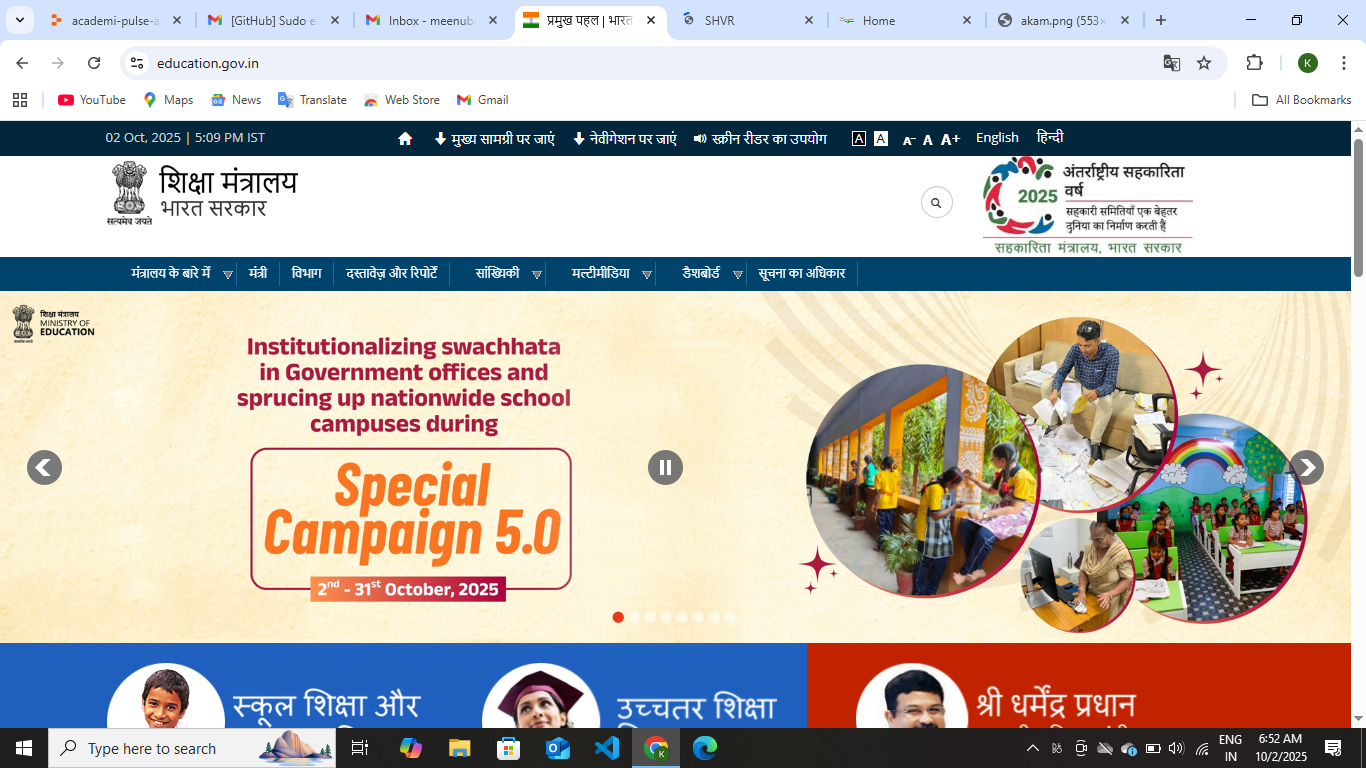 academi-pulse-a
[GitHub] Sudo e
Inbox - meenub
प्रमुख पहल | भारत
SHVR
Home
akam.png (553×
education.gov.in
K
YouTube
Maps
News
Translate
Web Store
Gmail
All Bookmarks
02 Oct, 2025 | 5:09 PM IST
मुख्य सामग्री पर जाएं
नेवीगेशन पर जाएं
स्क्रीन रीडर का उपयोग
A A
A- A A+
English
हिन्दी
सत्यमेव जयते
शिक्षा मंत्रालय
भारत सरकार
2025
अंतर्राष्ट्रीय सहकारिता
वर्ष
सहकारी समितियाँ एक बेहतर
दुनिया का निर्माण करती हैं
सहकारिता मंत्रालय, भारत सरकार
मंत्रालय के बारे में
मंत्री
विभाग
दस्तावेज़ और रिपोर्टें
सांख्यिकी
मल्टीमीडिया
डैशबोर्ड
सूचना का अधिकार
शिक्षा मंत्रालय
MINISTRY OF
EDUCATION
Institutionalizing swachhata
in Government offices and
sprucing up nationwide school
campuses during
Special
Campaign 5.0
2nd - 31st October, 2025
स्कूल शिक्षा और
उच्चतर शिक्षा
श्री धर्मेंद्र प्रधान
Type here to search
K
ENG
IN
6:52 AM
10/2/2025